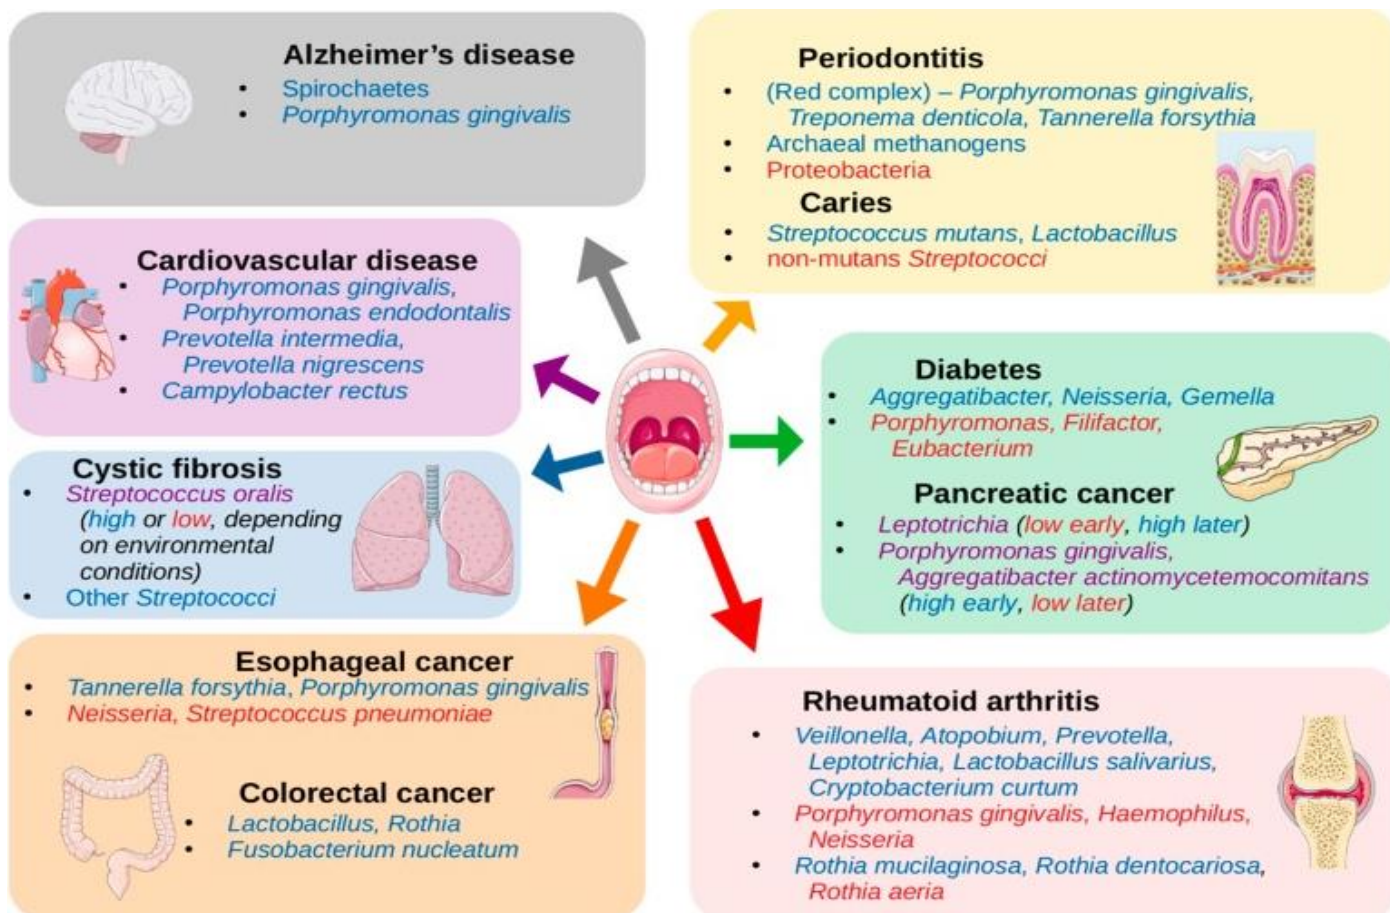 Alzheimer's disease
• Spirochaetes
• Porphyromonas gingivalis
Periodontitis
• (Red complex) – Porphyromonas gingivalis,
Treponema denticola, Tannerella forsythia
• Archaeal methanogens
• Proteobacteria
Caries
• Streptococcus mutans, Lactobacillus
• non-mutans Streptococci
Cardiovascular disease
• Porphyromonas gingivalis,
Porphyromonas endodontalis
• Prevotella intermedia,
Prevotella nigrescens
• Campylobacter rectus
Diabetes
• Aggregatibacter, Neisseria, Gemella
• Porphyromonas, Filifactor,
Eubacterium
Pancreatic cancer
• Leptotrichia (low early, high later)
• Porphyromonas gingivalis,
Aggregatibacter actinomycetemocomitans
(high early, low later)
Cystic fibrosis
• Streptococcus oralis
(high or low, depending
on environmental
conditions)
• Other Streptococci
Esophageal cancer
• Tannerella forsythia, Porphyromonas gingivalis
• Neisseria, Streptococcus pneumoniae
Colorectal cancer
• Lactobacillus, Rothia
• Fusobacterium nucleatum
Rheumatoid arthritis
• Veillonella, Atopobium, Prevotella,
Leptotrichia, Lactobacillus salivarius,
Cryptobacterium curtum
• Porphyromonas gingivalis, Haemophilus,
Neisseria
• Rothia mucilaginosa, Rothia dentocariosa,
Rothia aeria